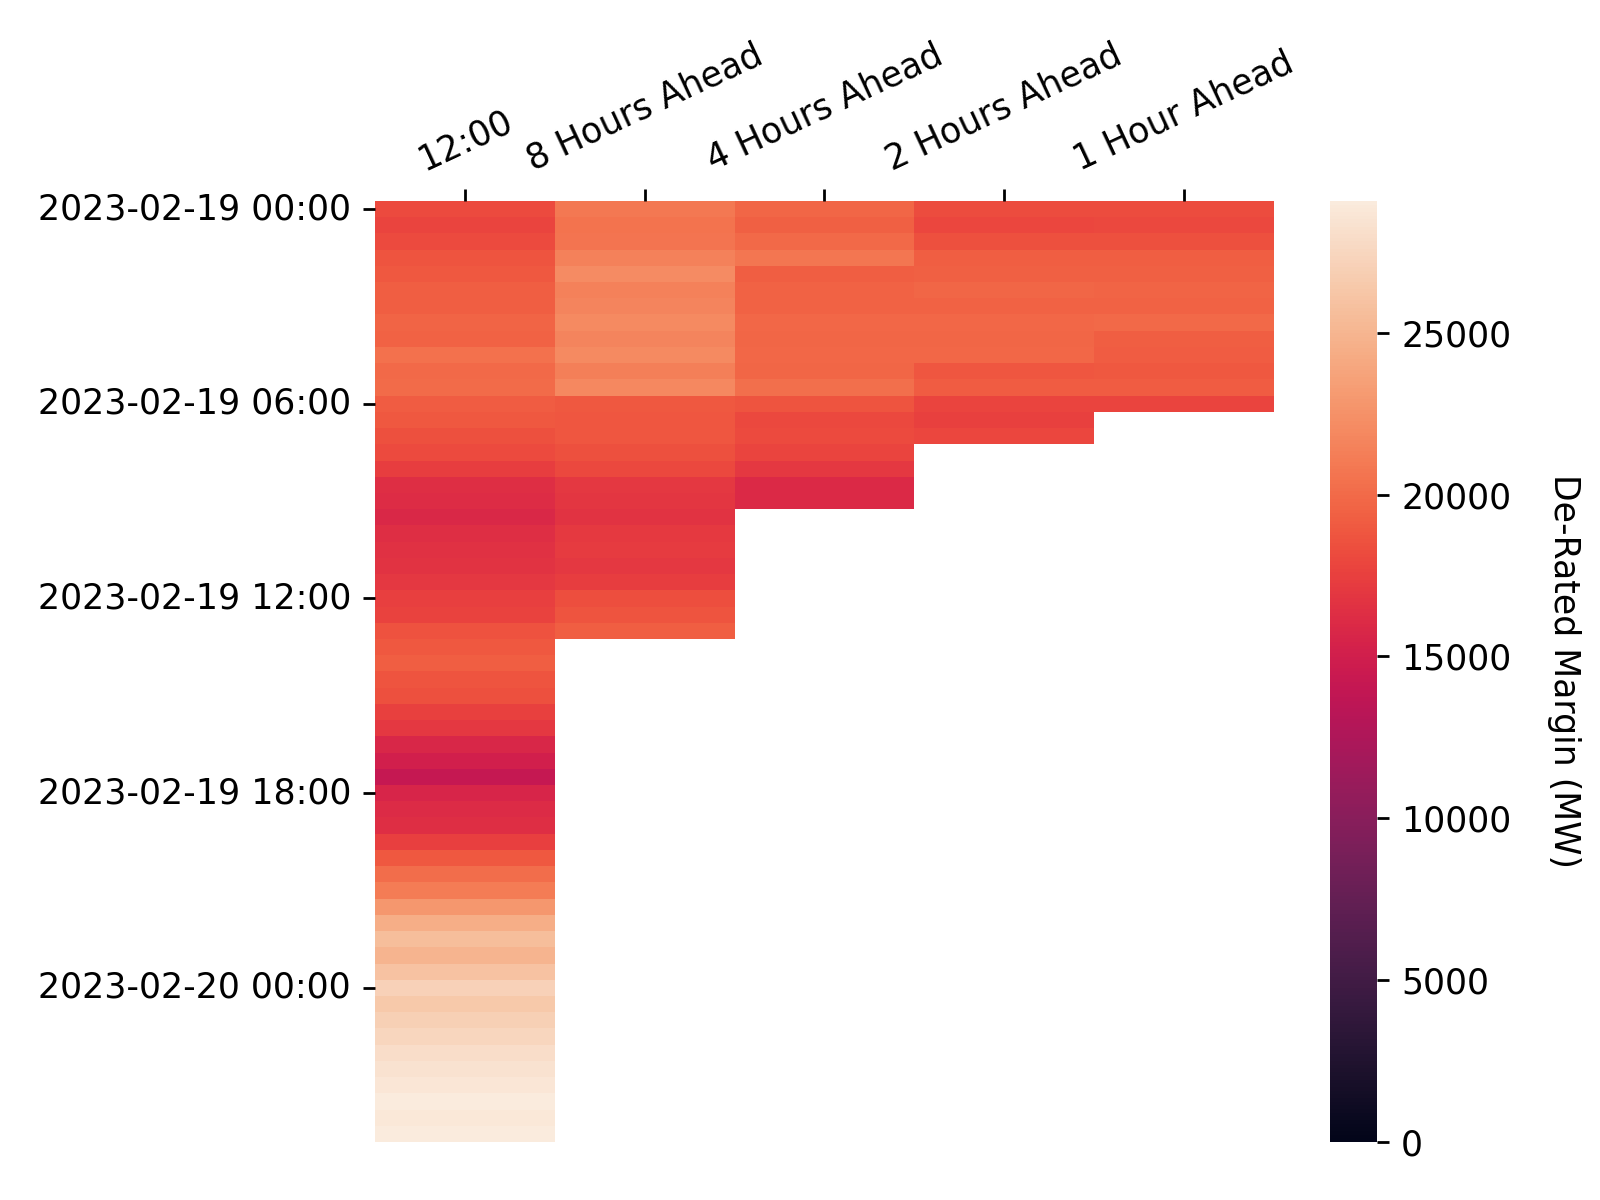 12:00
8 Hours Ahead
4 Hours Ahead
2 Hours Ahead
1 Hour Ahead
2023-02-19 00:00
2023-02-19 06:00
2023-02-19 12:00
2023-02-19 18:00
2023-02-20 00:00
25000
20000
15000
10000
5000
0
De-Rated Margin (MW)